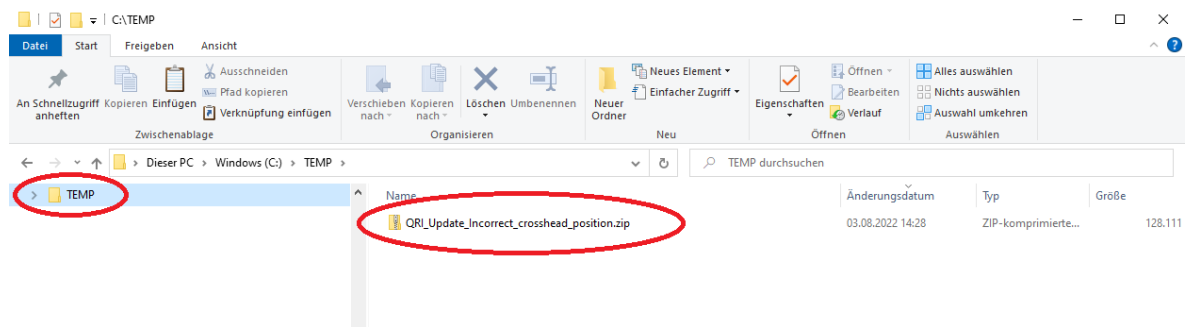 C:\TEMP
Datei Start Freigeben Ansicht
An Schnellzugriff anheften
Kopieren
Einfügen
Ausschneiden
Pfad kopieren
Verknüpfung einfügen
Zwischenablage
Verschieben nach
Kopieren nach
Löschen
Umbenennen
Organisieren
Neuer Ordner
Neues Element
Einfacher Zugriff
Neu
Eigenschaften
Öffnen
Bearbeiten
Verlauf
Öffnen
Alles auswählen
Nichts auswählen
Auswahl umkehren
Auswählen
Dieser PC > Windows (C:) > TEMP >
TEMP durchsuchen
TEMP
Name Änderungsdatum Typ Größe
QRI_Update_Incorrect_crosshead_position.zip 03.08.2022 14:28 ZIP-komprimierte... 128.111